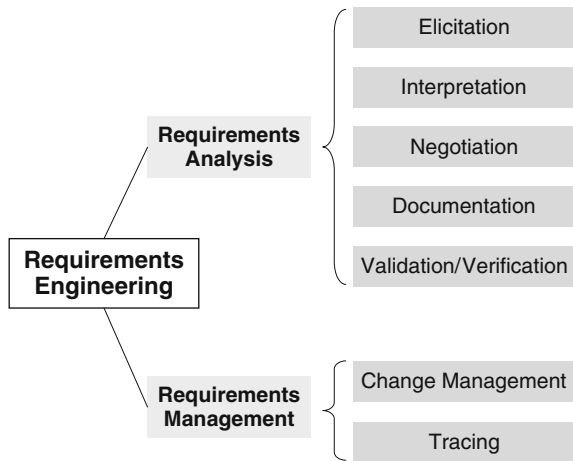 Elicitation
Interpretation
Requirements
Analysis
Negotiation
Documentation
Requirements
Engineering
Validation/Verification
Requirements
Management
Change Management
Tracing